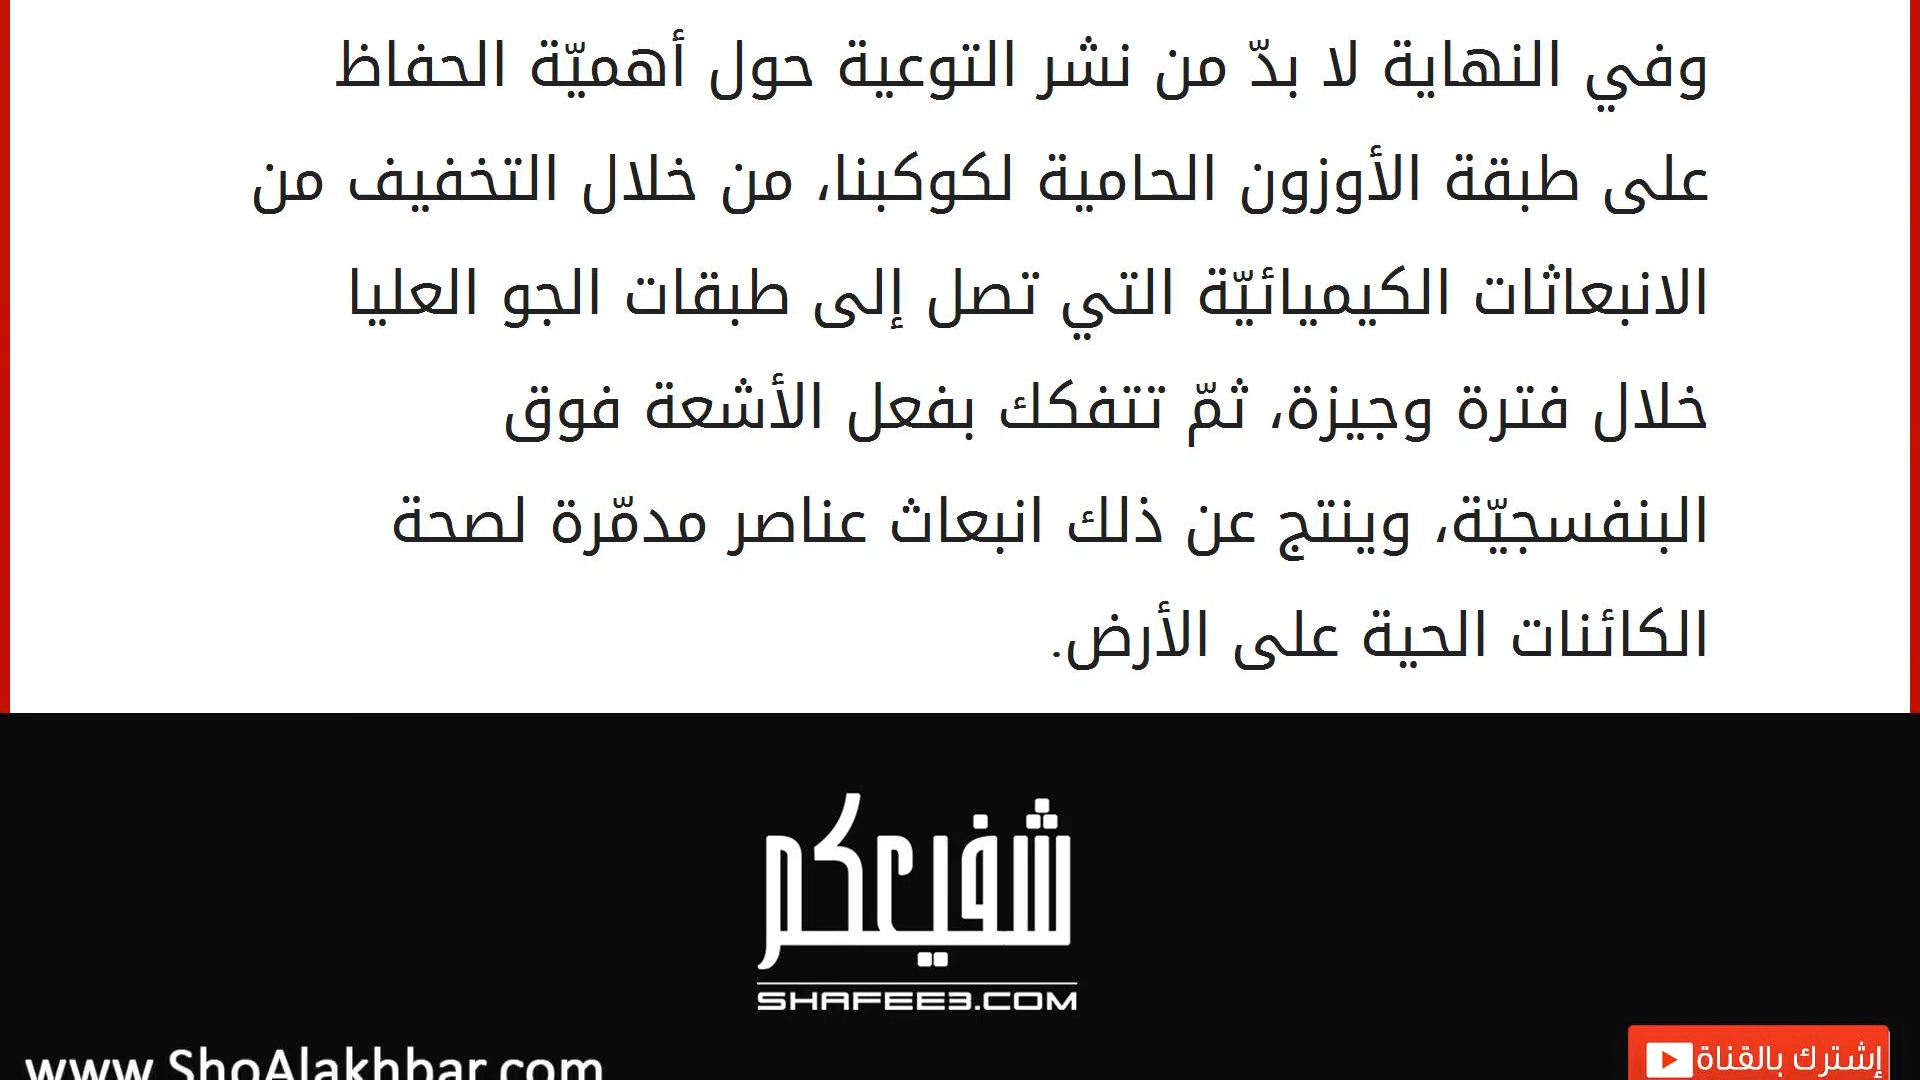 وفي النهاية لا بدّ من نشر التوعية حول أهميّة الحفاظ
على طبقة الأوزون الحامية لكوكبنا، من خلال التخفيف من
الانبعاثات الكيميائيّة التي تصل إلى طبقات الجو العليا
خلال فترة وجيزة، ثمّ تتفكك بفعل الأشعة فوق
البنفسجيّة، وينتج عن ذلك انبعاث عناصر مدمّرة لصحة
الكائنات الحية على الأرض.
شفيعكم
SHAFEE3.COM
www.ShoAlakhbar.com
إشترك بالقناة